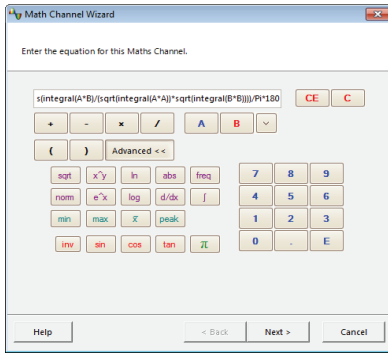 Math Channel Wizard
Enter the equation for this Maths Channel.
s(integral(A*B)/(sqrt(integral(A*A))*sqrt(integral(B*B))))/Pi*180 CE C
+ - × / A B
( ) Advanced <<
sqrt x^y ln abs freq 7 8 9
norm e^x log d/dx ∫ 4 5 6
min max x̄ peak 1 2 3
inv sin cos tan π 0 . E
Help < Back Next > Cancel